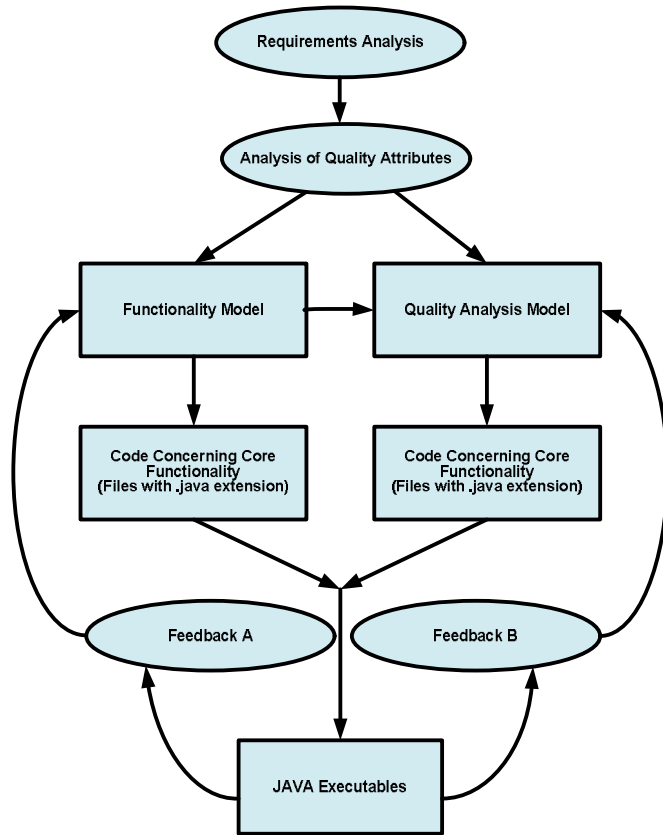 Requirements Analysis
Analysis of Quality Attributes
Functionality Model
Quality Analysis Model
Code Concerning Core
Functionality
(Files with .java extension)
Code Concerning Core
Functionality
(Files with .java extension)
Feedback A
Feedback B
JAVA Executables